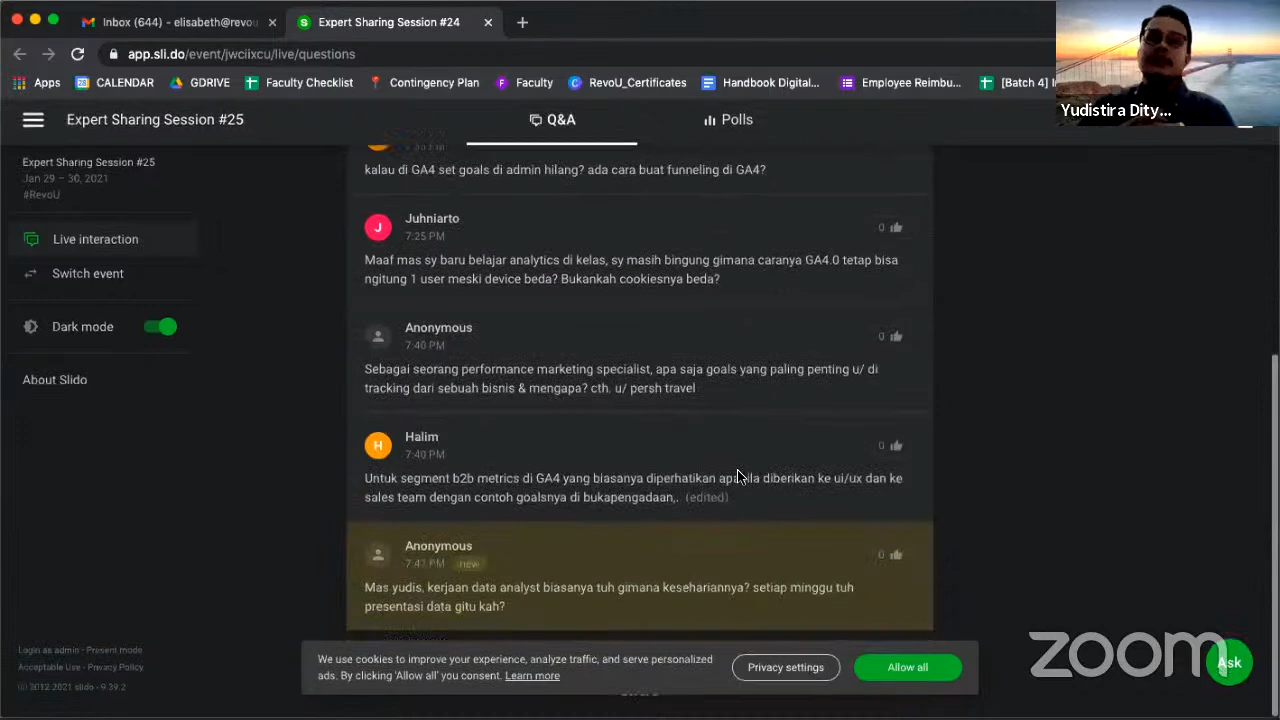 Inbox (644) - elisabeth@revou
Expert Sharing Session #24
app.sli.do/event/jwciixcu/live/questions
Apps
CALENDAR
GDRIVE
Faculty Checklist
Contingency Plan
Faculty
RevoU_Certificates
Handbook Digital...
Employee Reimbu...
[Batch 4]
Yudistira Dity...
Expert Sharing Session #25
Q&A
Polls
Expert Sharing Session #25
Jan 29 – 30, 2021
#RevoU
Live interaction
Switch event
Dark mode
About Slido
kalau di GA4 set goals di admin hilang? ada cara buat funneling di GA4?
J
Juhniarto
0
7:25 PM
Maaf mas sy baru belajar analytics di kelas, sy masih bingung gimana caranya GA4.0 tetap bisa
ngitung 1 user meski device beda? Bukankah cookiesnya beda?
Anonymous
0
7:40 PM
Sebagai seorang performance marketing specialist, apa saja goals yang paling penting u/ di
tracking dari sebuah bisnis & mengapa? cth. u/ persh travel
H
Halim
0
7:40 PM
Untuk segment b2b metrics di GA4 yang biasanya diperhatikan diberikan ke ui/ux dan ke
sales team dengan contoh goalsnya di bukapengadaan,. (edited)
Anonymous
0
7:47 PM
new
Mas yudis, kerjaan data analyst biasanya tuh gimana kesehariannya? setiap minggu tuh
presentasi data gitu kah?
Login as admin - Present mode
Acceptable Use - Privacy Policy
© 2012-2021 slido - 9.39.2
We use cookies to improve your experience, analyze traffic, and serve personalized
ads. By clicking 'Allow all' you consent. Learn more
Privacy settings
Allow all
zoom
Ask